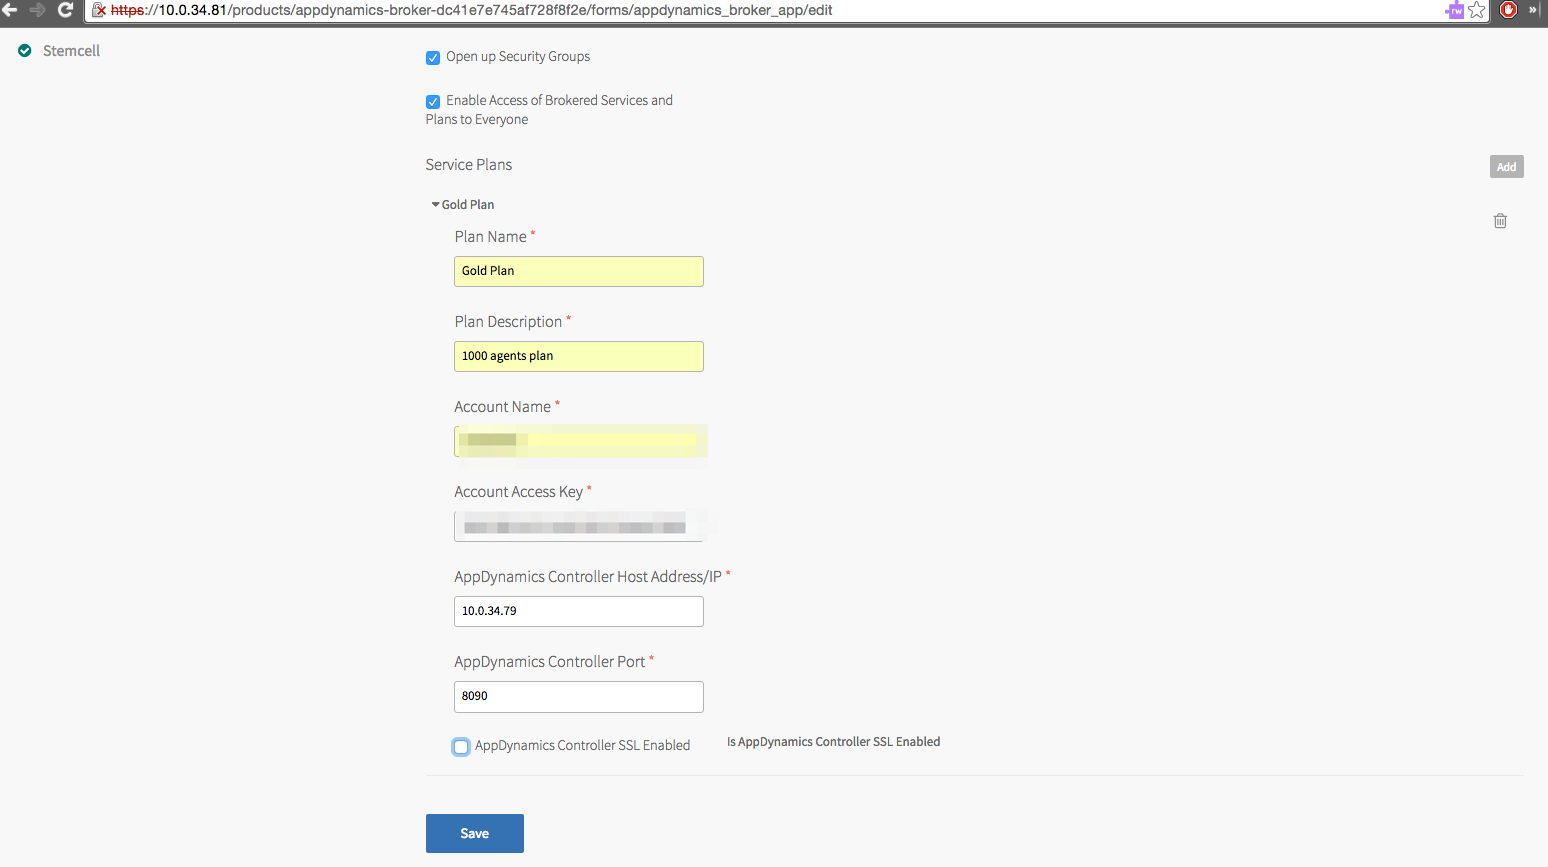 https://10.0.34.81/products/appdynamics-broker-dc41e7e745af728f8f2e/forms/appdynamics_broker_app/edit
rw
»
Stemcell
Open up Security Groups
Enable Access of Brokered Services and
Plans to Everyone
Service Plans
Add
Gold Plan
Plan Name *
Gold Plan
Plan Description *
1000 agents plan
Account Name *
Account Access Key *
AppDynamics Controller Host Address/IP *
10.0.34.79
AppDynamics Controller Port *
8090
AppDynamics Controller SSL Enabled
Is AppDynamics Controller SSL Enabled
Save